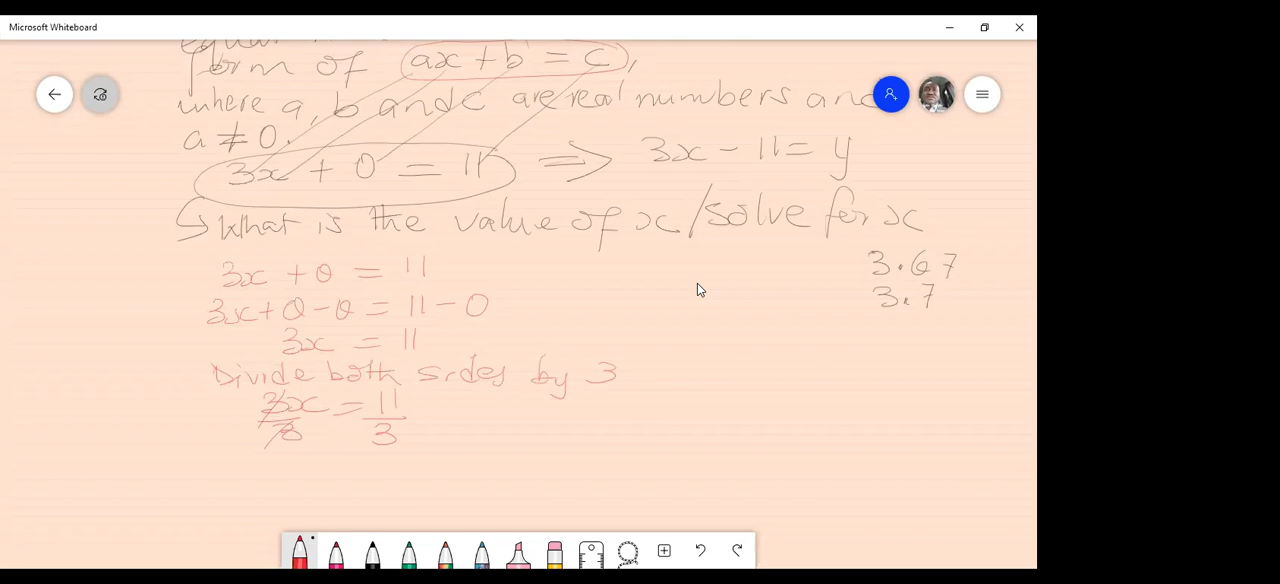 Microsoft Whiteboard
form of ax + b = c,
where a, b and c are real numbers and
a ≠ 0.
3x + 0 = 11 ⇒ 3x - 11 = y
What is the value of x/solve for x
3.67
3x + 0 = 11
3.7
3x + 0 - 0 = 11 - 0
3x = 11
Divide both sides by 3
3x/3 = 11/3